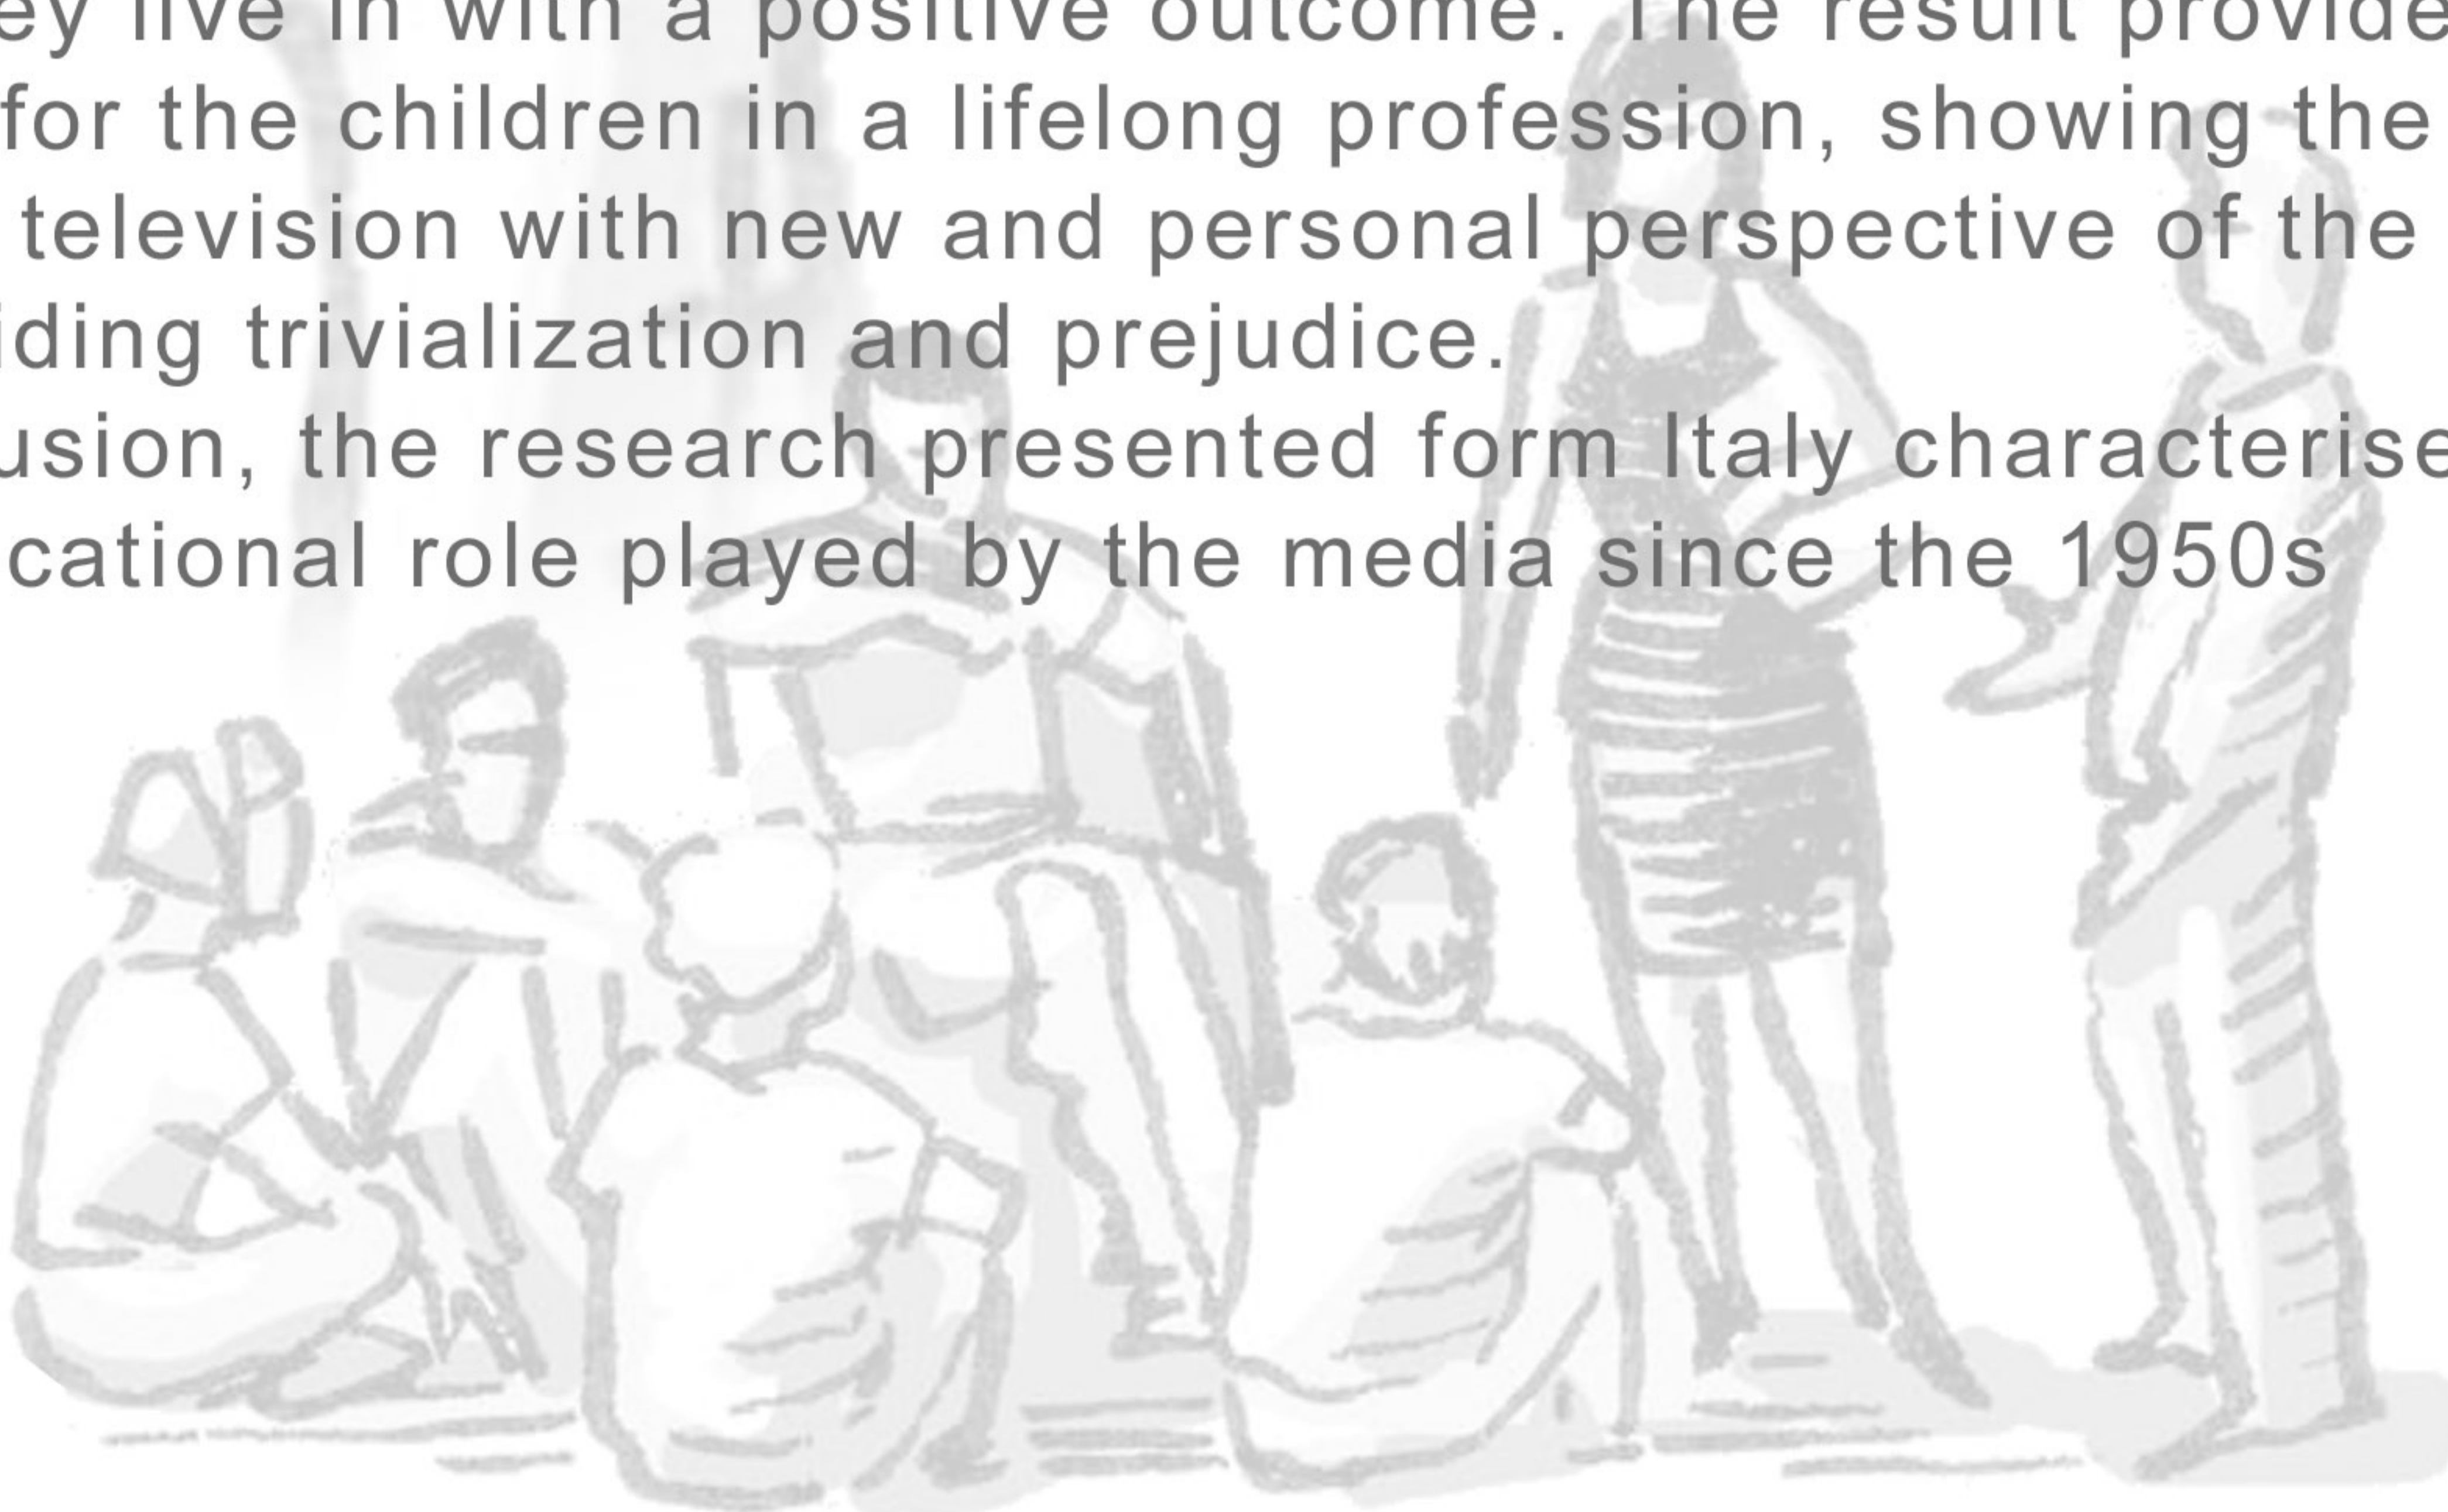 ey live in with a positive outcome. The result provide
for the children in a lifelong profession, showing the
television with new and personal perspective of the
iding trivialization and prejudice.
usion, the research presented form Italy characterise
cational role played by the media since the 1950s